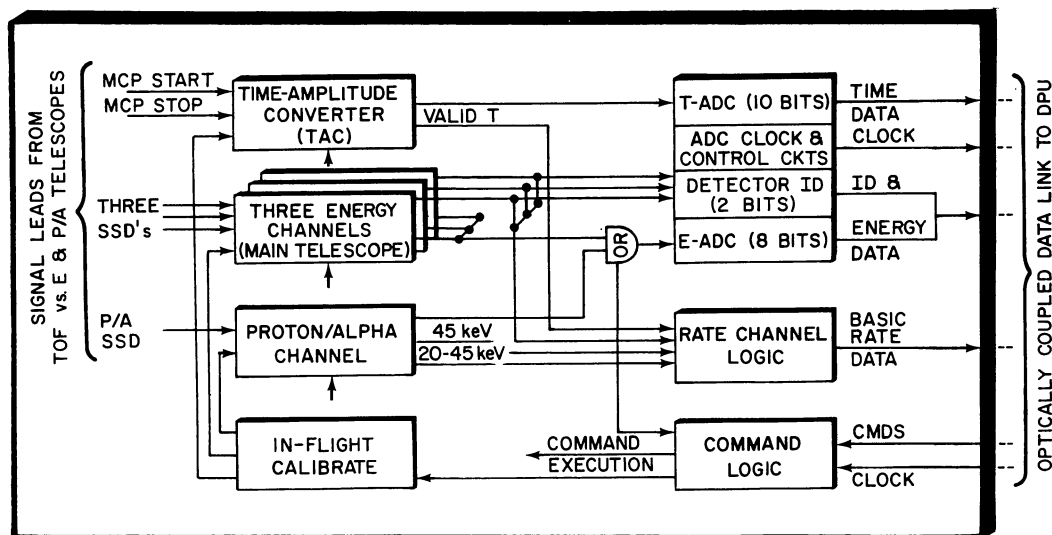 SIGNAL LEADS FROM
TOF vs. E & P/A TELESCOPES
MCP START
MCP STOP
THREE
SSD's
P/A
SSD
TIME-AMPLITUDE
CONVERTER
(TAC)
VALID T
THREE ENERGY
CHANNELS
(MAIN TELESCOPE)
PROTON/ALPHA
CHANNEL
45 keV
20-45 keV
IN-FLIGHT
CALIBRATE
COMMAND
EXECUTION
OR
T-ADC (10 BITS)
ADC CLOCK &
CONTROL CKTS
DETECTOR ID
(2 BITS)
E-ADC (8 BITS)
RATE CHANNEL
LOGIC
COMMAND
LOGIC
TIME
DATA
CLOCK
ID &
ENERGY
DATA
BASIC
RATE
DATA
CMDS
CLOCK
OPTICALLY COUPLED DATA LINK TO DPU